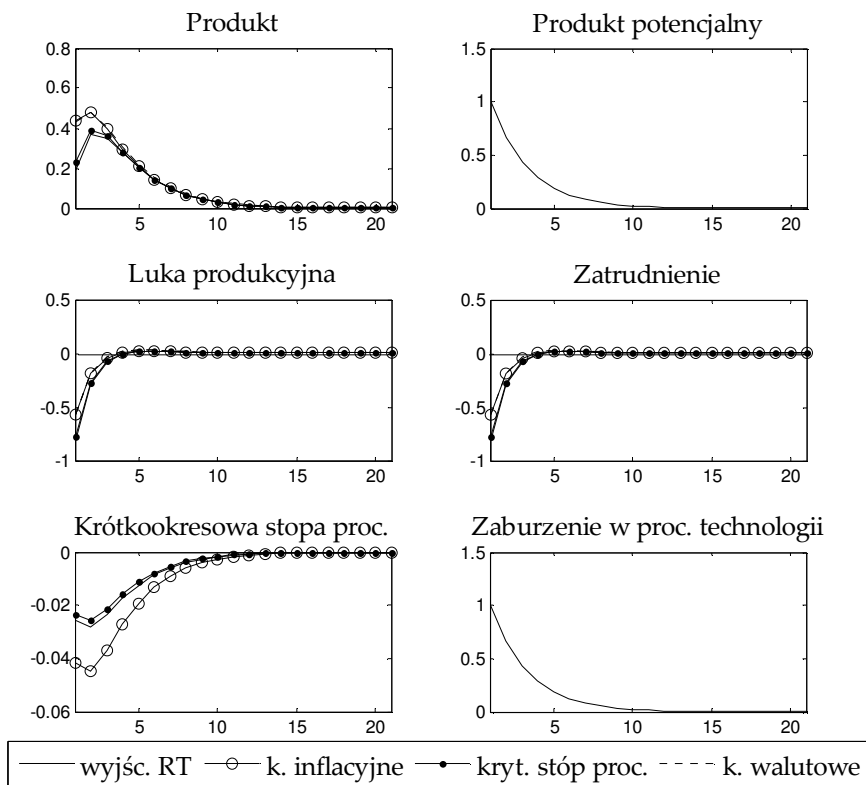 Produkt
Produkt potencjalny
0.8
0.6
0.4
0.2
0
5 10 15 20
1.5
1
0.5
0
5 10 15 20
Luka produkcyjna
Zatrudnienie
0.5
0
-0.5
-1
5 10 15 20
0.5
0
-0.5
-1
5 10 15 20
Krótkookresowa stopa proc.
Zaburzenie w proc. technologii
0
-0.02
-0.04
-0.06
5 10 15 20
1.5
1
0.5
0
5 10 15 20
wyjśc. RT k. inflacyjne kryt. stóp proc. k. walutowe